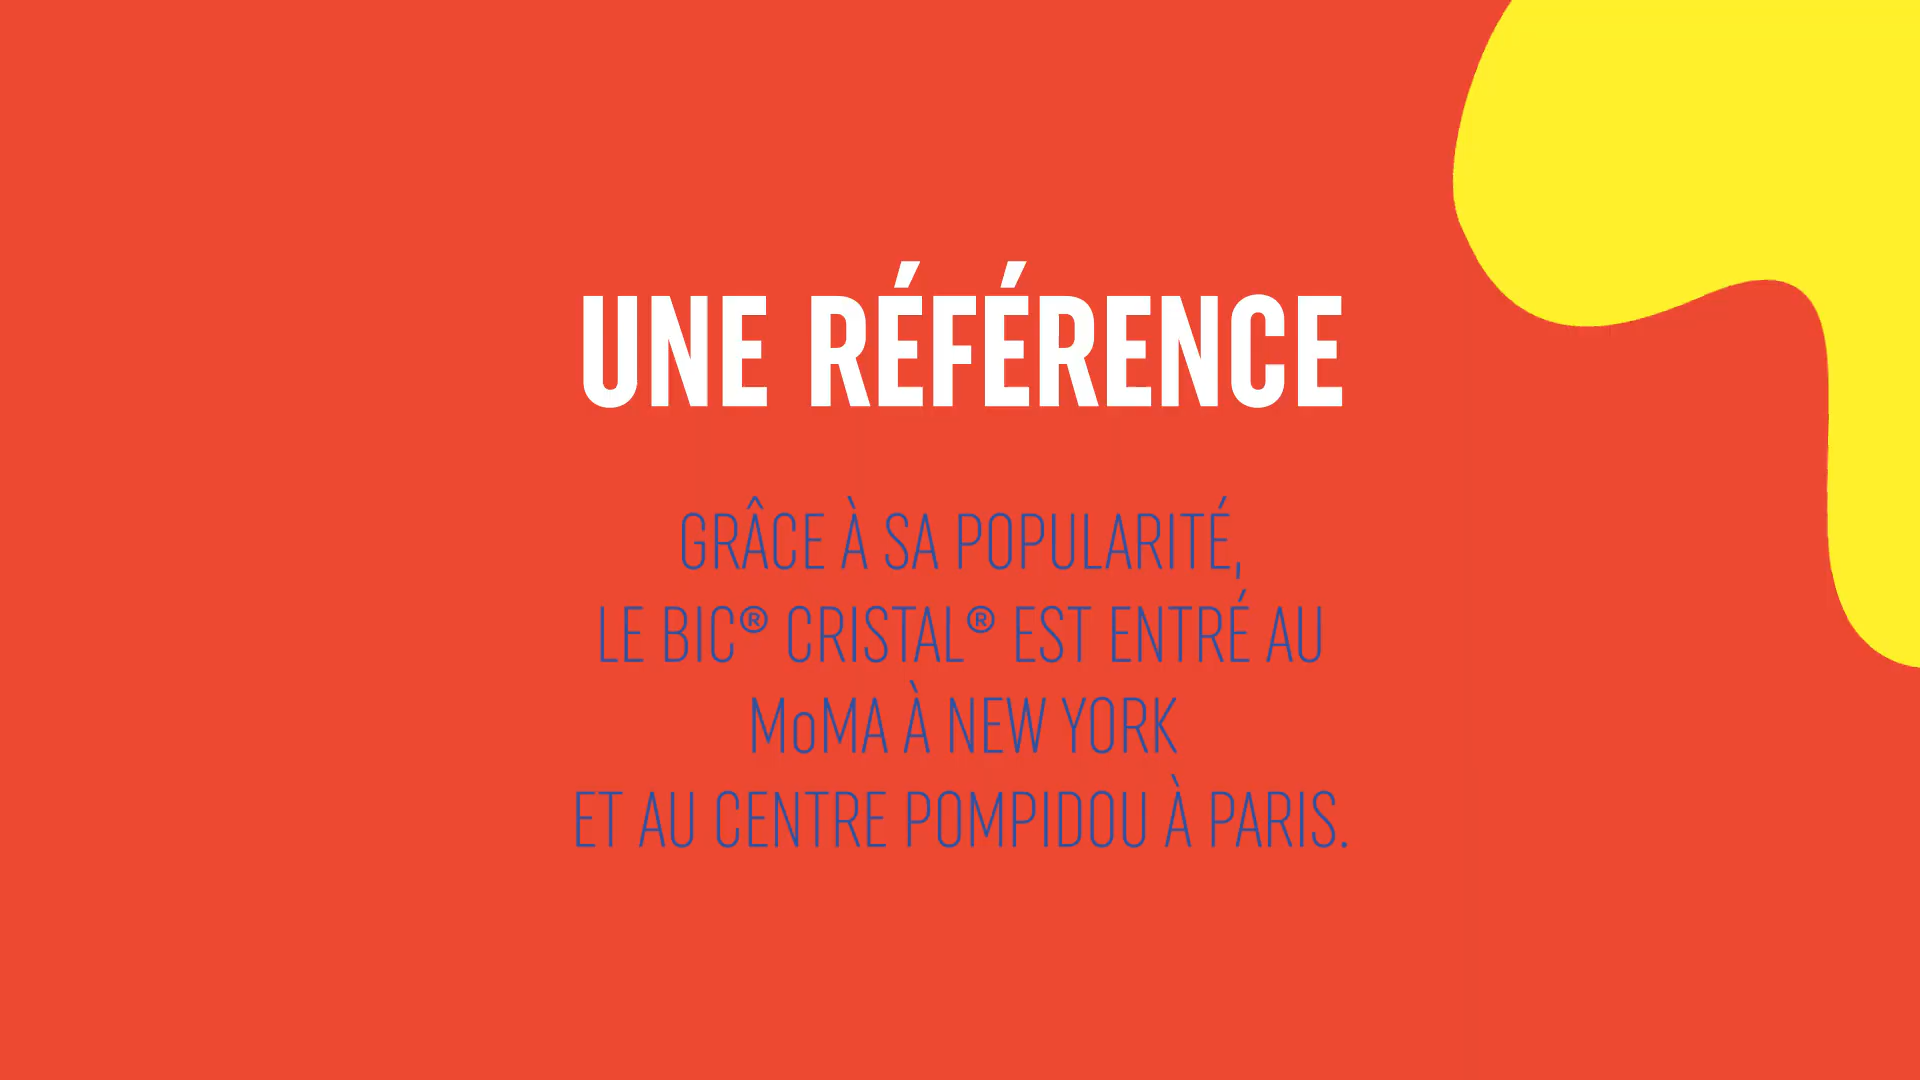 UNE RÉFÉRENCE
GRÂCE À SA POPULARITÉ,
LE BIC® CRISTAL® EST ENTRÉ AU
MoMA À NEW YORK
ET AU CENTRE POMPIDOU À PARIS.